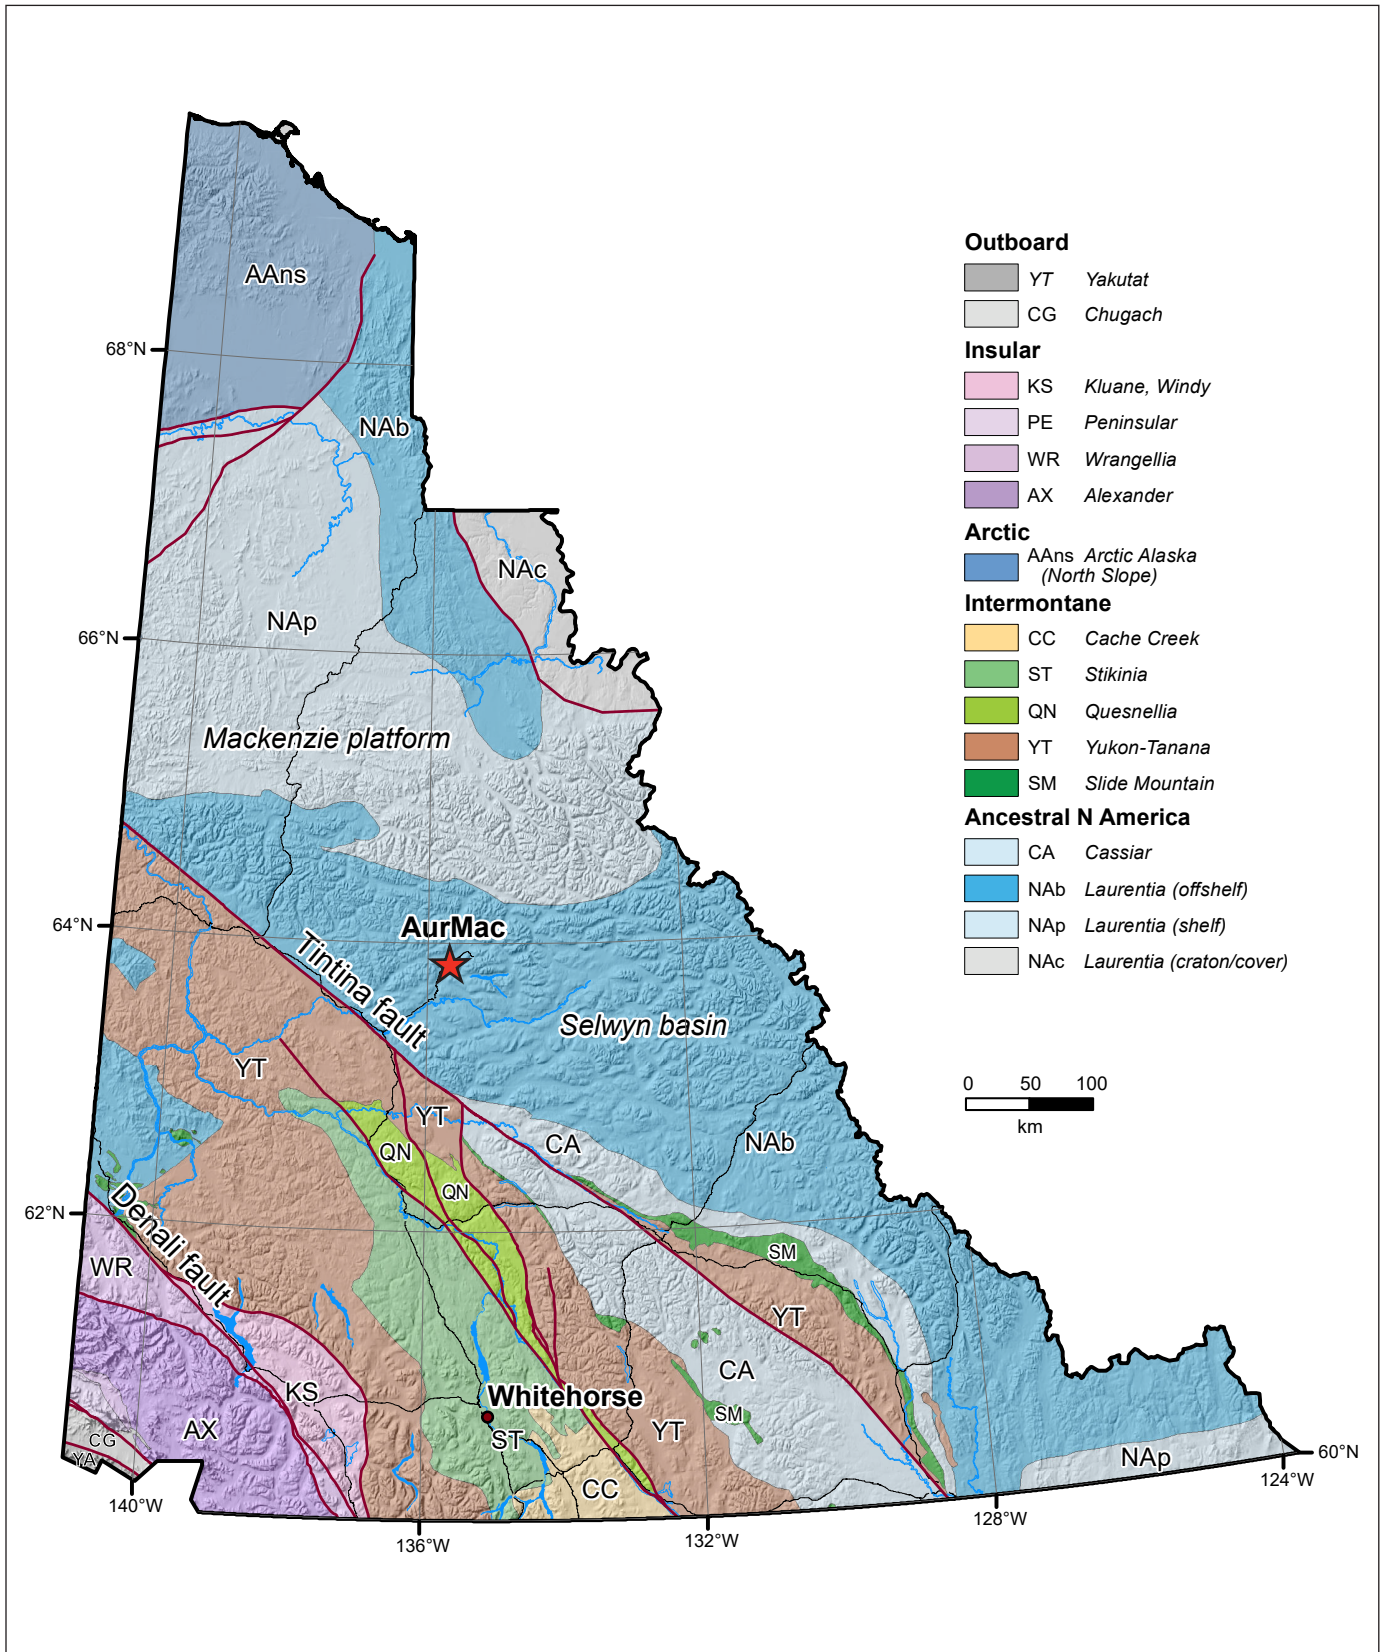 Outboard
YT Yakutat
CG Chugach
Insular
KS Kluane, Windy
PE Peninsular
WR Wrangellia
AX Alexander
Arctic
AAns Arctic Alaska
(North Slope)
Intermontane
CC Cache Creek
ST Stikinia
QN Quesnellia
YT Yukon-Tanana
SM Slide Mountain
Ancestral N America
CA Cassiar
NAb Laurentia (offshelf)
NAp Laurentia (shelf)
NAc Laurentia (craton/cover)
0 50 100
km
AAns
68°N
NAb
NAc
NAp
66°N
Mackenzie platform
64°N
AurMac
Tintina fault
Selwyn basin
YT
YT
CA
NAb
QN
QN
62°N
Denali fault
WR
SM
YT
CA
KS
Whitehorse
SM
AX
ST
YT
CG
YA
NAp
CC
60°N
140°W
136°W
132°W
128°W
124°W